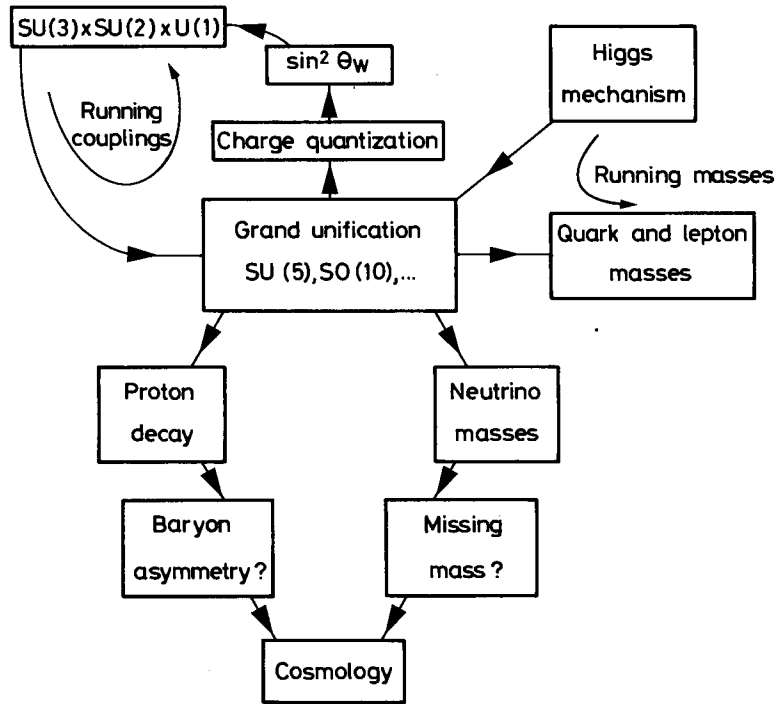 SU(3)xSU(2)xU(1)
sin² θw
Higgs
mechanism
Running
couplings
Charge quantization
Running masses
Grand unification
SU (5), SO (10),...
Quark and lepton
masses
Proton
decay
Neutrino
masses
Baryon
asymmetry?
Missing
mass?
Cosmology